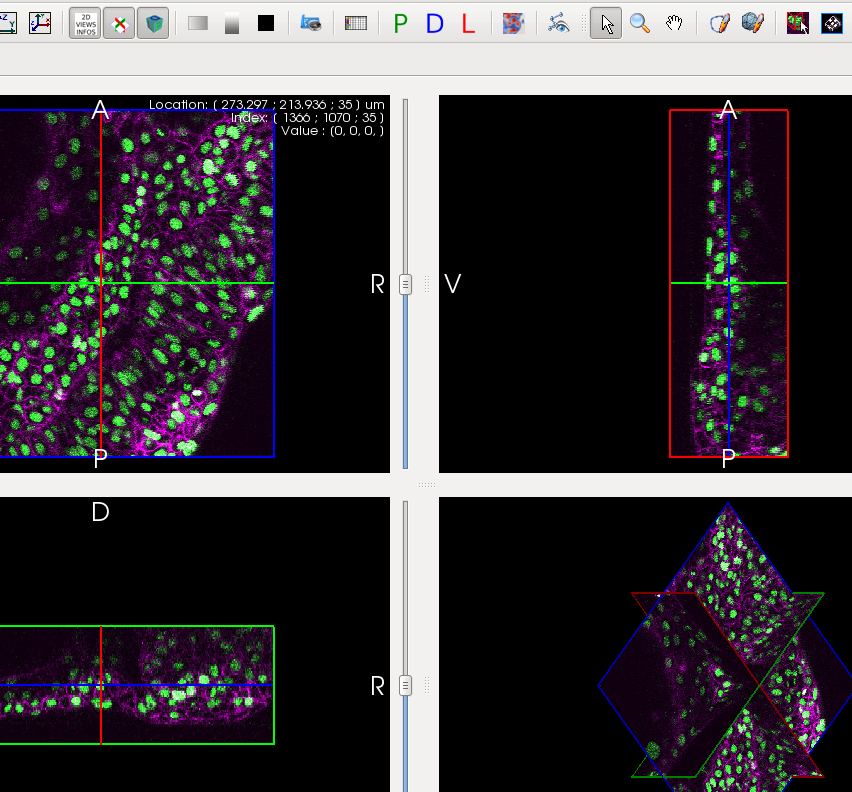 Z Y
Z
2D
VIEWS
INFOS
P D L
A
Location: ( 273.297 ; 213.936 ; 35 ) um
Index: ( 1366 ; 1070 ; 35 )
Value : (0, 0, 0, )
R
P
A
V
P
D
R